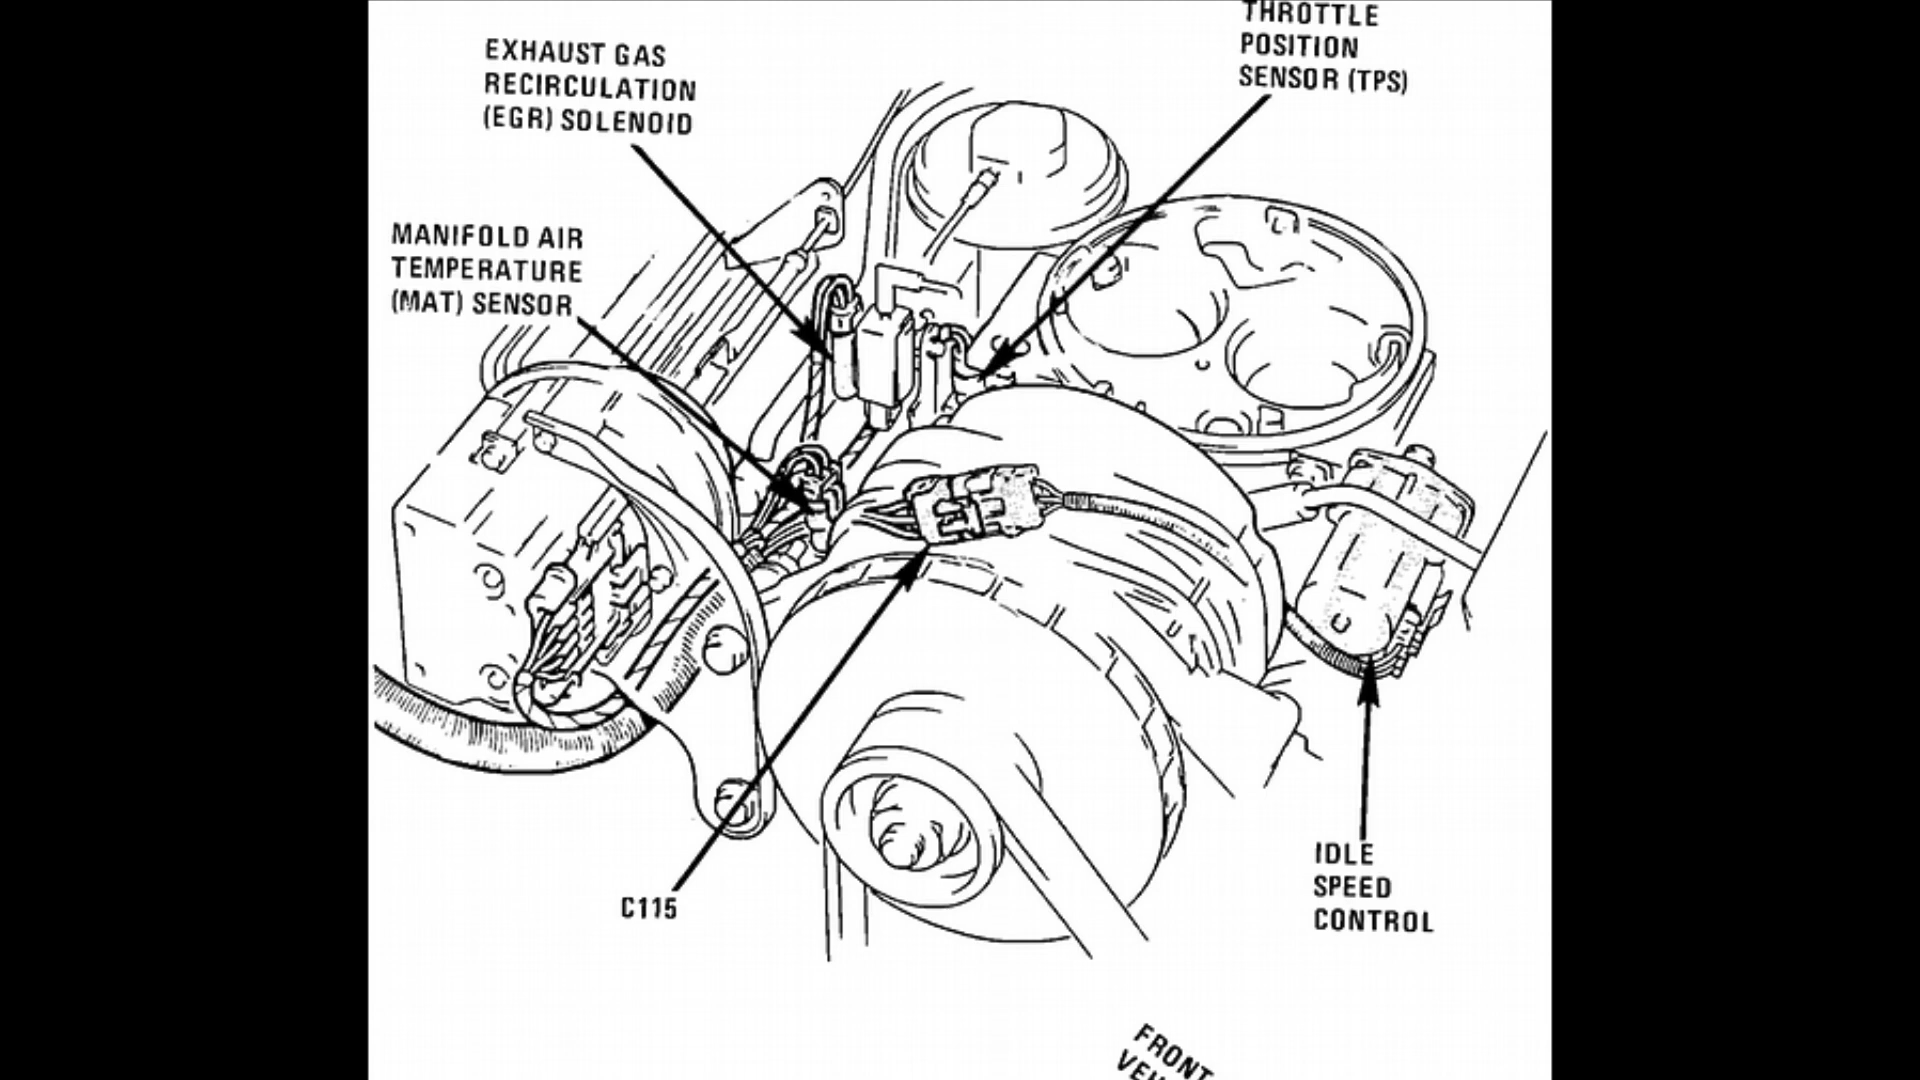 THROTTLE
POSITION
SENSOR (TPS)
EXHAUST GAS
RECIRCULATION
(EGR) SOLENOID
MANIFOLD AIR
TEMPERATURE
(MAT) SENSOR
IDLE
SPEED
CONTROL
C115
FRONT